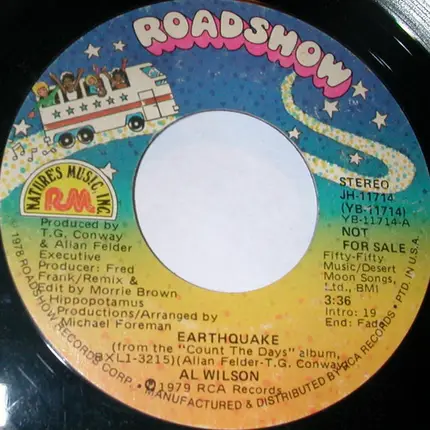 ROADSHOW
NATURE'S MUSIC, INC.
RM
STEREO
JH-11714
(YB-11714)
YB-11714-A
NOT
FOR SALE
Fifty-Fifty
Music/Desert
Moon Songs,
Ltd., BMI
3:36
Intro: 19
End: Fade
Produced by
T.G. Conway
& Allan Felder
Executive
Producer: Fred
Frank/Remix &
Edit by Morrie Brown
Hippopotamus
Productions/Arranged by
Michael Foreman
EARTHQUAKE
(from the "Count The Days" album,
BXL1-3215)(Allan Felder-T.G. Conway)
AL WILSON
℗1979 RCA Records
1978 ROADSHOW RECORDS CORP. • MANUFACTURED & DISTRIBUTED BY RCA RECORDS • PTD. IN U.S.A.